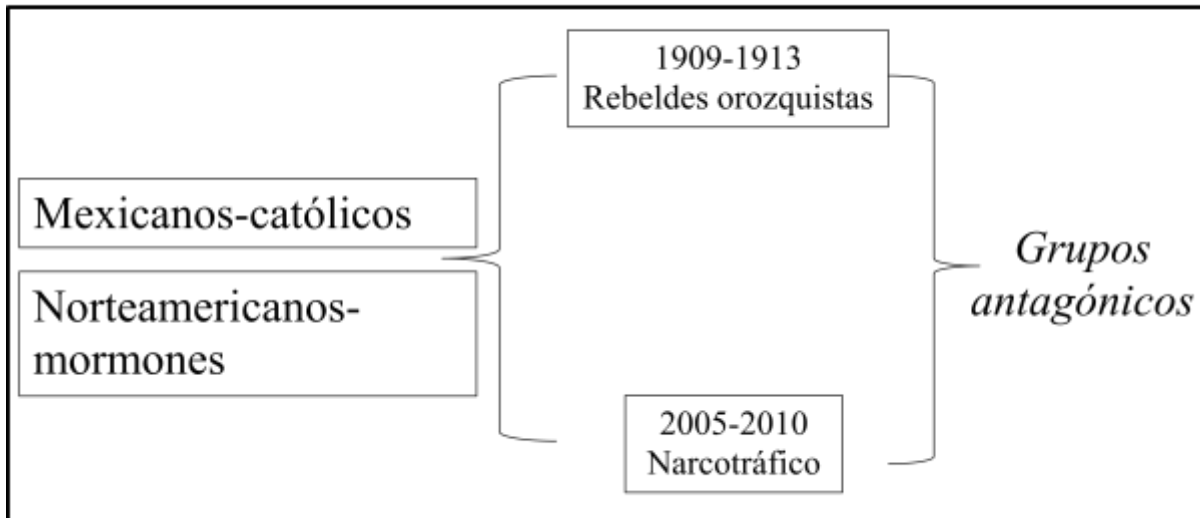 Mexicanos-católicos
Norteamericanos-
mormones
1909-1913
Rebeldes orozquistas
2005-2010
Narcotráfico
Grupos
antagónicos